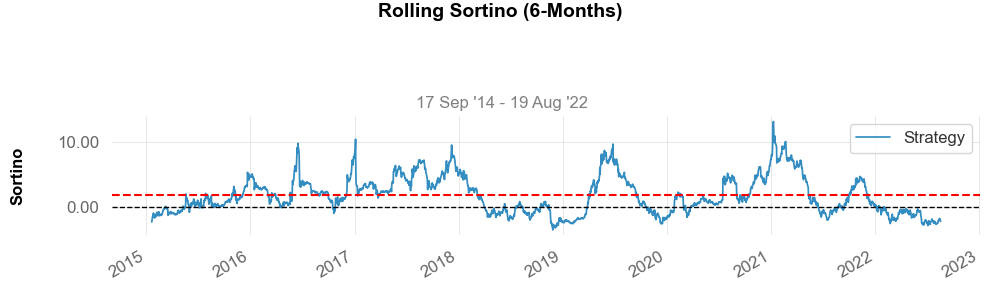 Rolling Sortino (6-Months)
17 Sep '14 - 19 Aug '22
Sortino
10.00
0.00
Strategy
2015
2016
2017
2018
2019
2020
2021
2022
2023